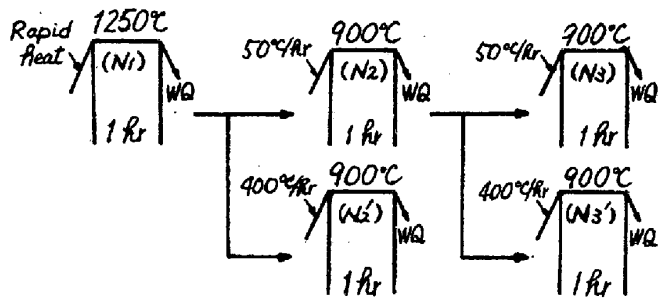 Rapid heat
1250°C
(N1)
WQ
1 hr
50°C/hr
900°C
(N2)
WQ
1 hr
50°C/hr
900°C
(N3)
WQ
1 hr
400°C/hr
900°C
(N2')
WQ
1 hr
400°C/hr
900°C
(N3')
WQ
1 hr